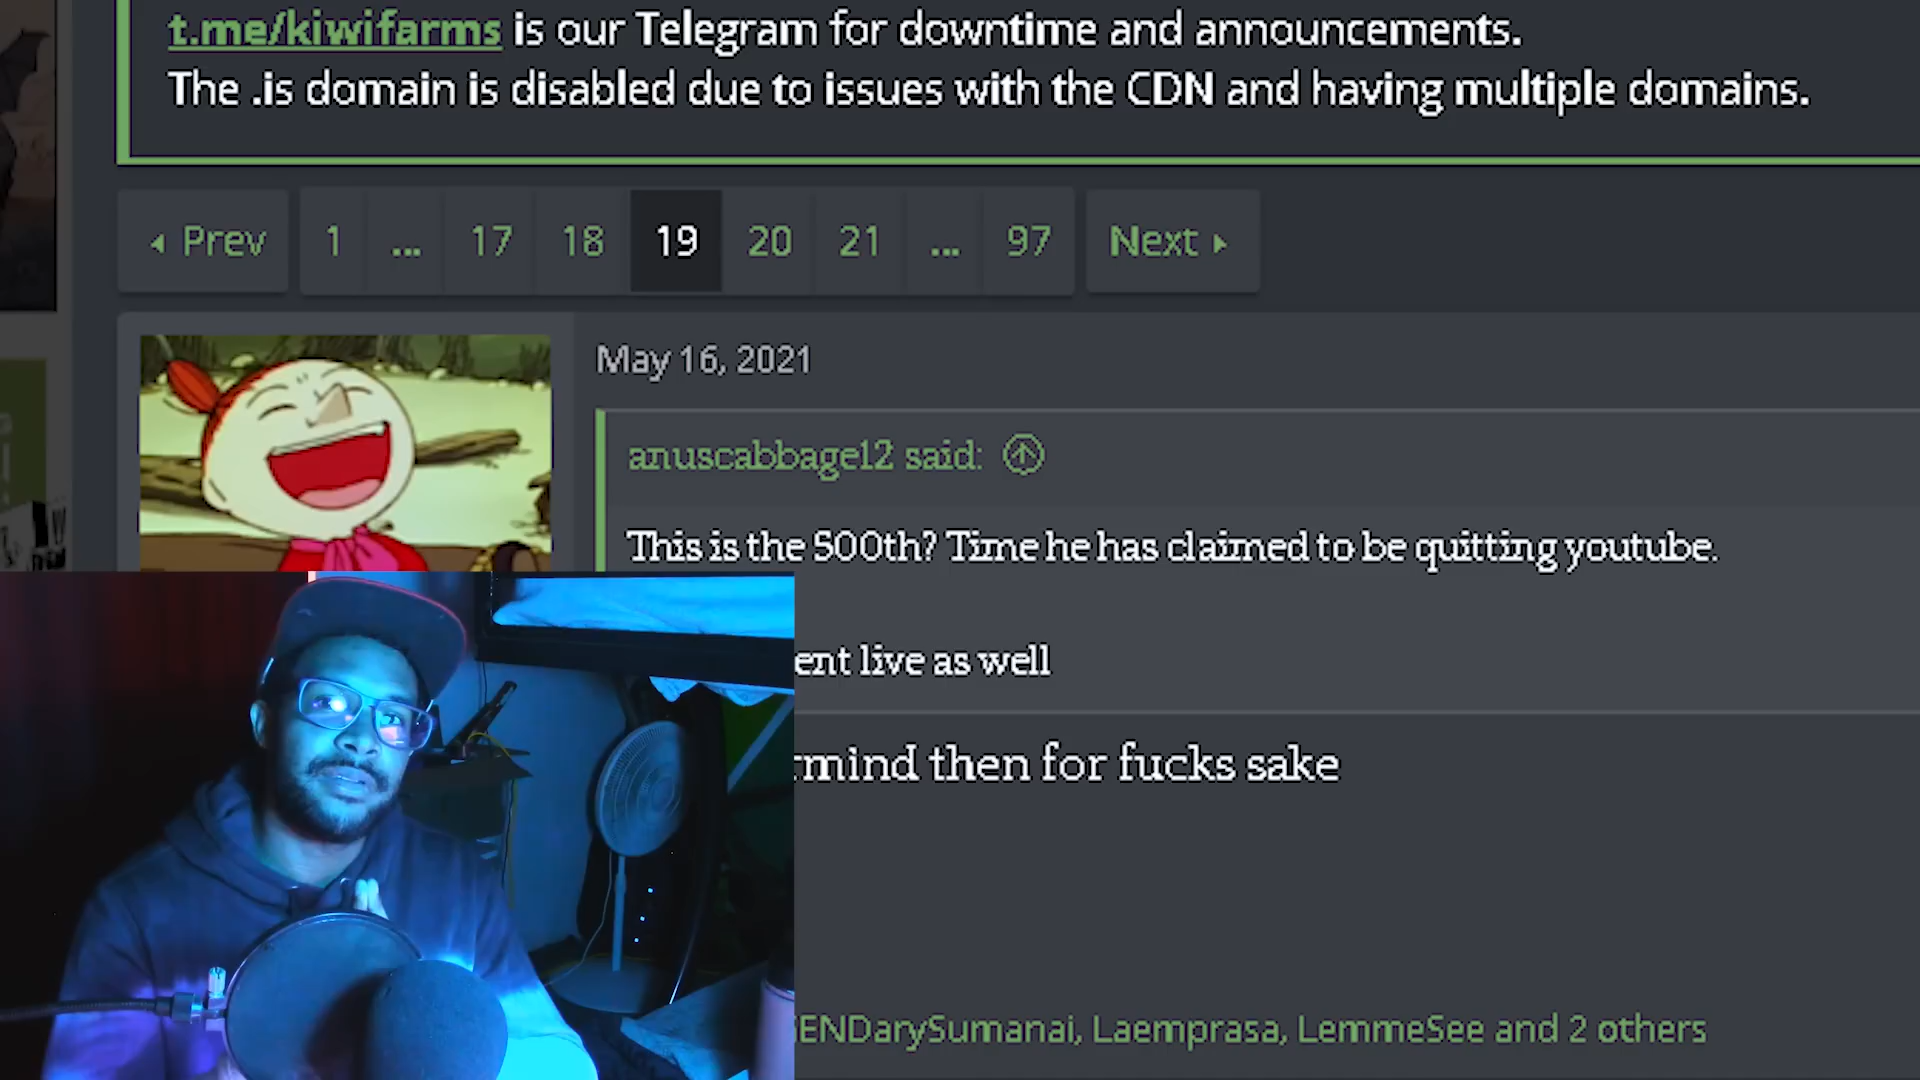 t.me/kiwifarms is our Telegram for downtime and announcements.
The .is domain is disabled due to issues with the CDN and having multiple domains.
Prev 1 ... 17 18 19 20 21 ... 97 Next
May 16, 2021
anuscabbage12 said:
This is the 500th? Time he has claimed to be quitting youtube.
live as well
then for fucks sake
Laemprasa, LemmeSee and 2 others